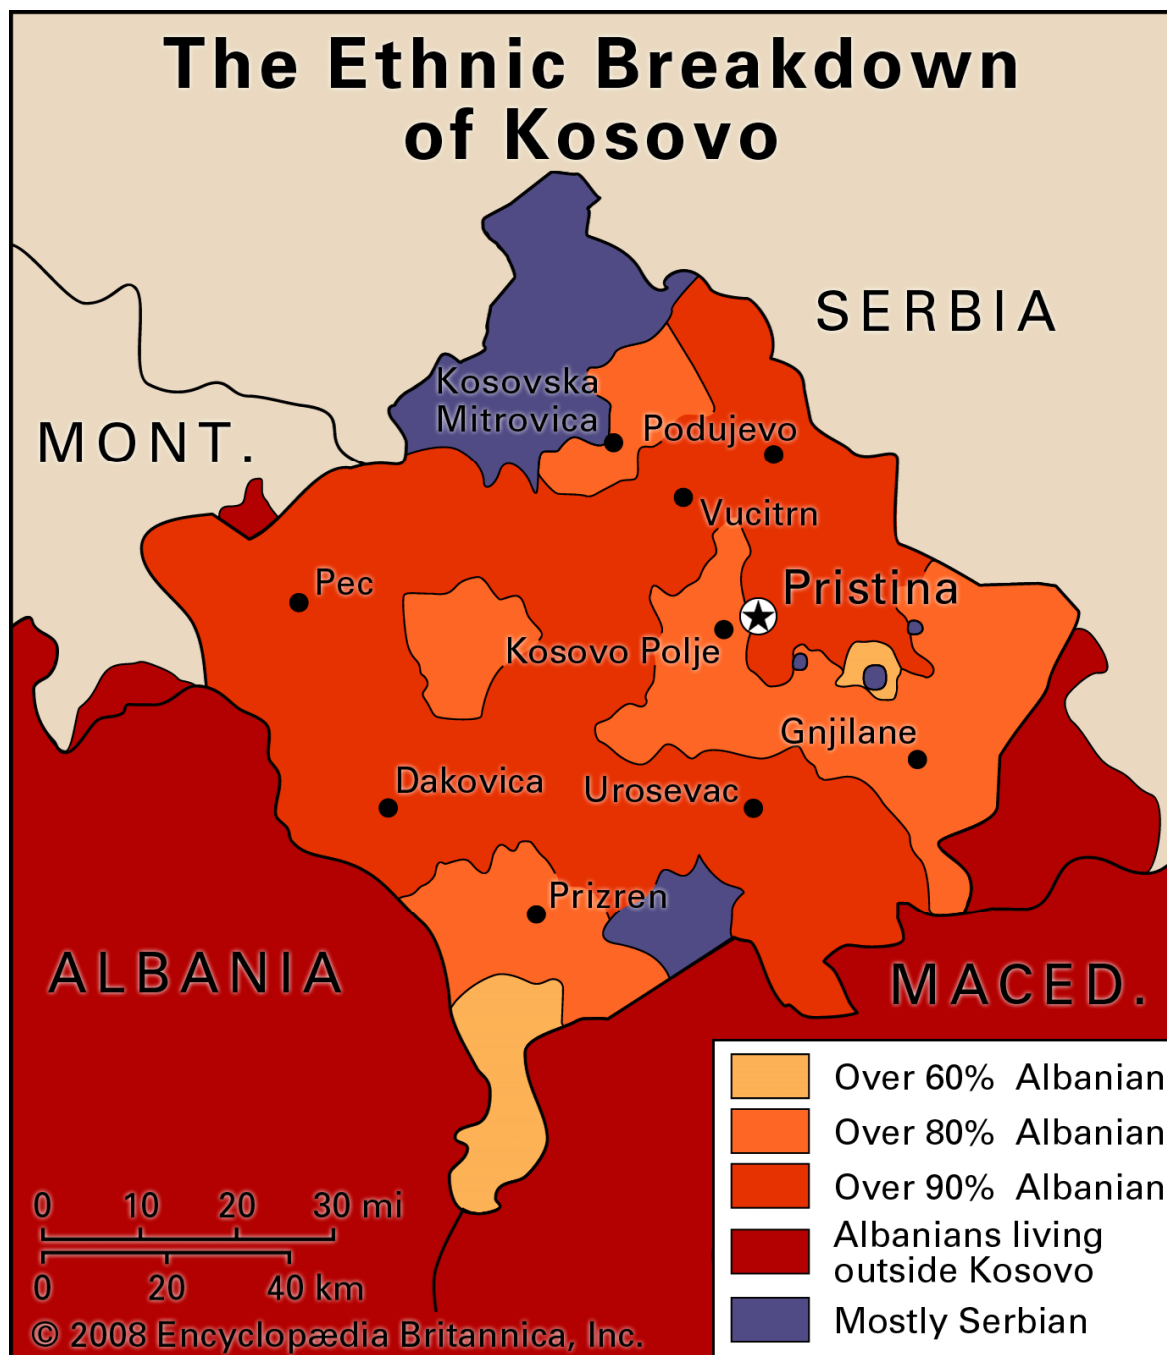 The Ethnic Breakdown
of Kosovo
SERBIA
MONT.
Kosovska
Mitrovica
Podujevo
Vucitrn
Pec
Pristina
Kosovo Polje
Gnjilane
Dakovica
Urosevac
Prizren
ALBANIA
MACED.
Over 60% Albanian
Over 80% Albanian
Over 90% Albanian
Albanians living
outside Kosovo
Mostly Serbian
0 10 20 30 mi
0 20 40 km
© 2008 Encyclopædia Britannica, Inc.